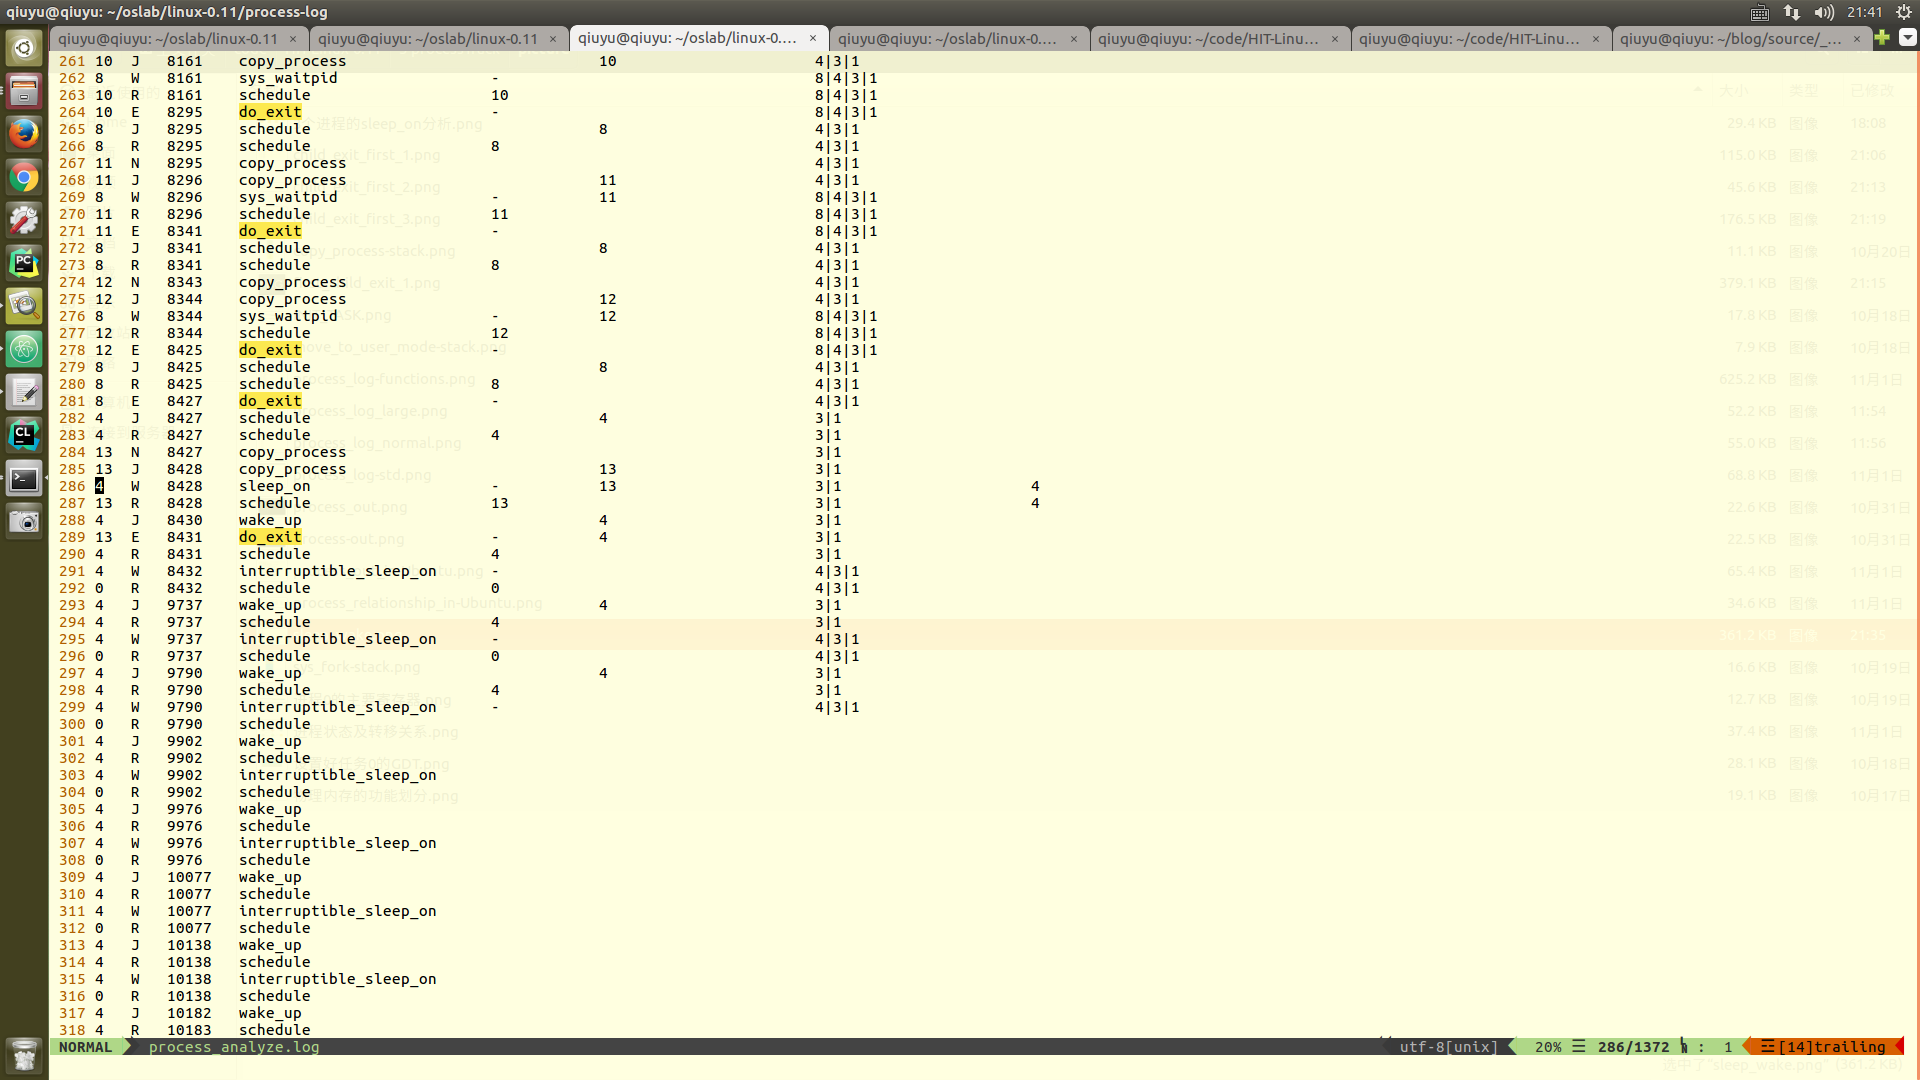 qiuyu@qiuyu: ~/oslab/linux-0.11/process-log 21:41
qiuyu@qiuyu: ~/oslab/linux-0.11 × qiuyu@qiuyu: ~/oslab/linux-0.11 × qiuyu@qiuyu: ~/oslab/linux-0.... × qiuyu@qiuyu: ~/oslab/linux-0.... × qiuyu@qiuyu: ~/code/HIT-Linu... × qiuyu@qiuyu: ~/code/HIT-Linu... × qiuyu@qiuyu: ~/blog/source/_... ×
261 10 J 8161 copy_process 10 4|3|1
262 8 W 8161 sys_waitpid - 8|4|3|1
263 10 R 8161 schedule 10 8|4|3|1
264 10 E 8295 do_exit - 8|4|3|1
265 8 J 8295 schedule 8 4|3|1
266 8 R 8295 schedule 8 4|3|1
267 11 N 8295 copy_process 4|3|1
268 11 J 8296 copy_process 11 4|3|1
269 8 W 8296 sys_waitpid - 11 8|4|3|1
270 11 R 8296 schedule 11 8|4|3|1
271 11 E 8341 do_exit - 8|4|3|1
272 8 J 8341 schedule 8 4|3|1
273 8 R 8341 schedule 8 4|3|1
274 12 N 8343 copy_process 4|3|1
275 12 J 8344 copy_process 12 4|3|1
276 8 W 8344 sys_waitpid - 12 8|4|3|1
277 12 R 8344 schedule 12 8|4|3|1
278 12 E 8425 do_exit - 8|4|3|1
279 8 J 8425 schedule 8 4|3|1
280 8 R 8425 schedule 8 4|3|1
281 8 E 8427 do_exit - 4|3|1
282 4 J 8427 schedule 4 3|1
283 4 R 8427 schedule 4 3|1
284 13 N 8427 copy_process 3|1
285 13 J 8428 copy_process 13 3|1
286 4 W 8428 sleep_on - 13 3|1 4
287 13 R 8428 schedule 13 3|1 4
288 4 J 8430 wake_up 4 3|1
289 13 E 8431 do_exit - 4 3|1
290 4 R 8431 schedule 4 3|1
291 4 W 8432 interruptible_sleep_on - 4|3|1
292 0 R 8432 schedule 0 4|3|1
293 4 J 9737 wake_up 4 3|1
294 4 R 9737 schedule 4 3|1
295 4 W 9737 interruptible_sleep_on - 4|3|1
296 0 R 9737 schedule 0 4|3|1
297 4 J 9790 wake_up 4 3|1
298 4 R 9790 schedule 4 3|1
299 4 W 9790 interruptible_sleep_on - 4|3|1
300 0 R 9790 schedule
301 4 J 9902 wake_up
302 4 R 9902 schedule
303 4 W 9902 interruptible_sleep_on
304 0 R 9902 schedule
305 4 J 9976 wake_up
306 4 R 9976 schedule
307 4 W 9976 interruptible_sleep_on
308 0 R 9976 schedule
309 4 J 10077 wake_up
310 4 R 10077 schedule
311 4 W 10077 interruptible_sleep_on
312 0 R 10077 schedule
313 4 J 10138 wake_up
314 4 R 10138 schedule
315 4 W 10138 interruptible_sleep_on
316 0 R 10138 schedule
317 4 J 10182 wake_up
318 4 R 10183 schedule
NORMAL process_analyze.log utf-8[unix] 20% ☰ 286/1372 : 1 ☲[14]trailing